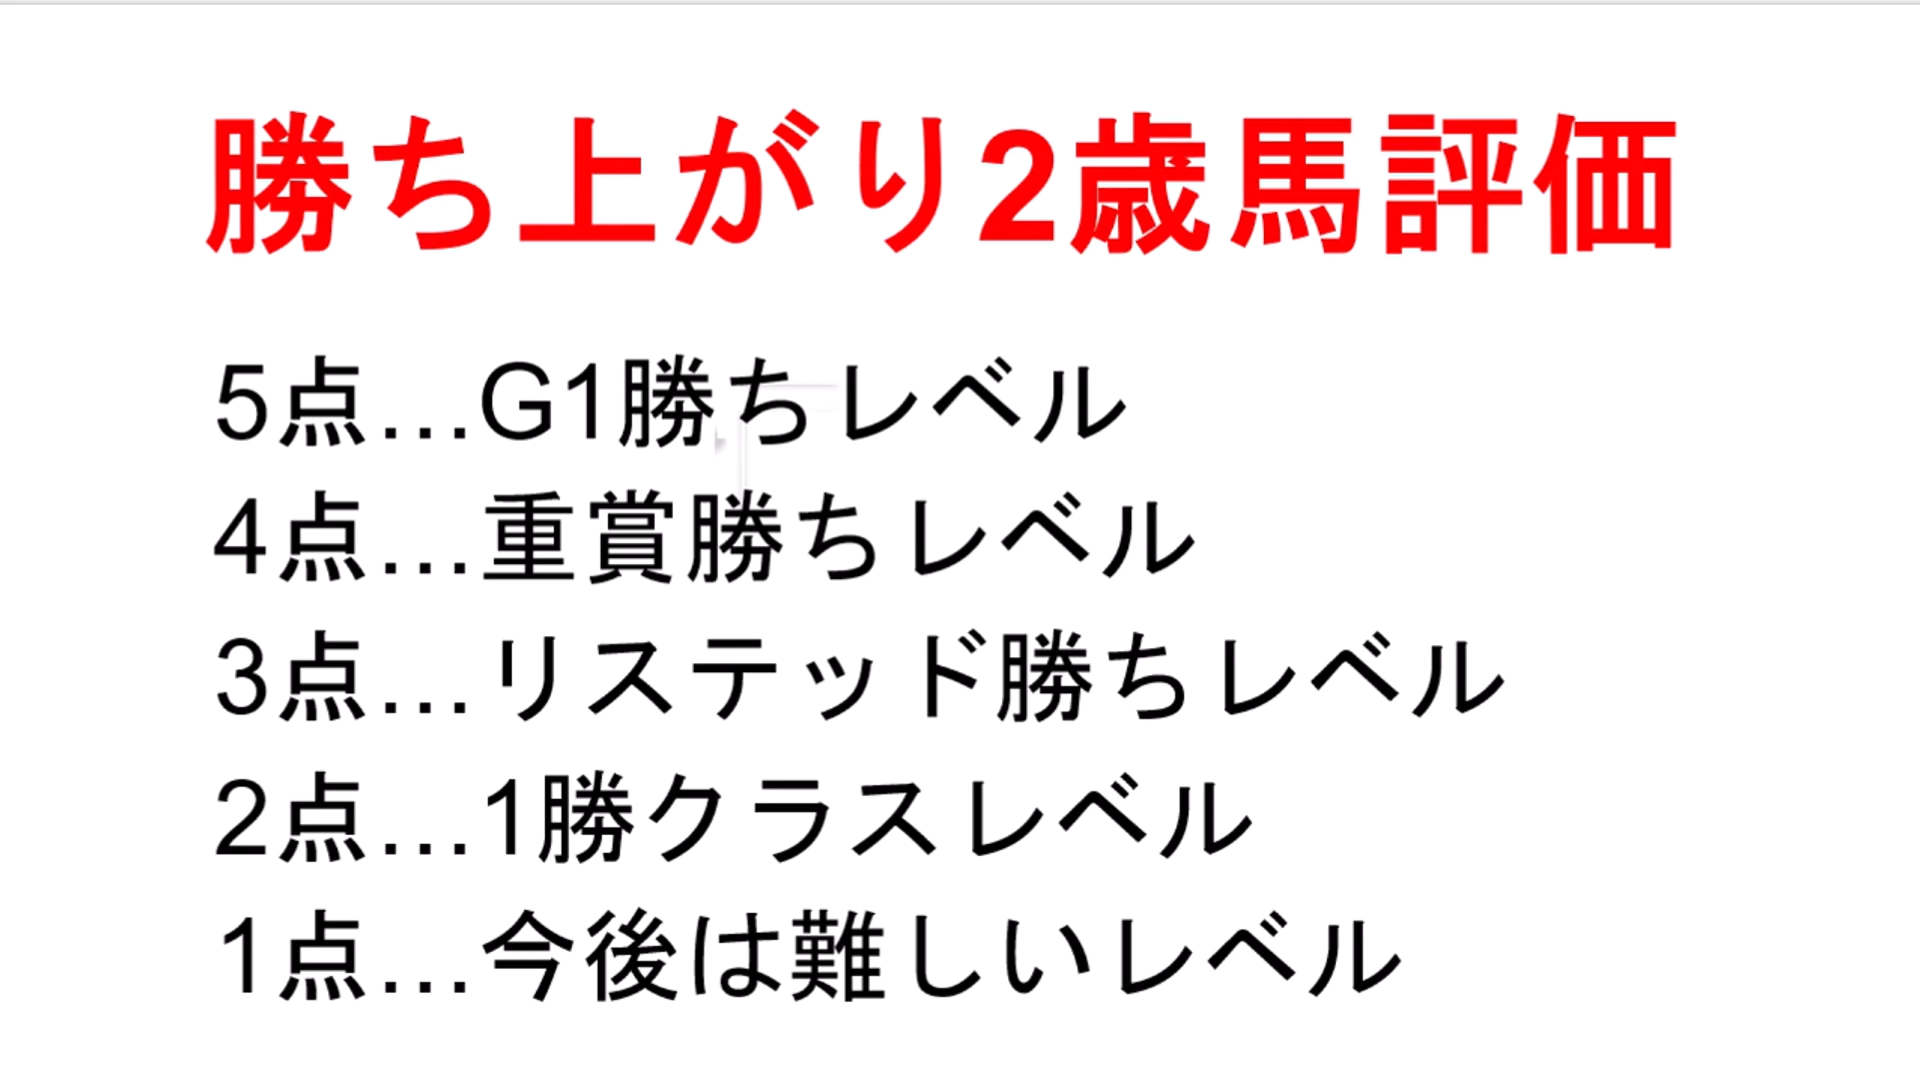 勝ち上がり2歳馬評価
5点…G1勝ちレベル
4点…重賞勝ちレベル
3点…リステッド勝ちレベル
2点…1勝クラスレベル
1点…今後は難しいレベル